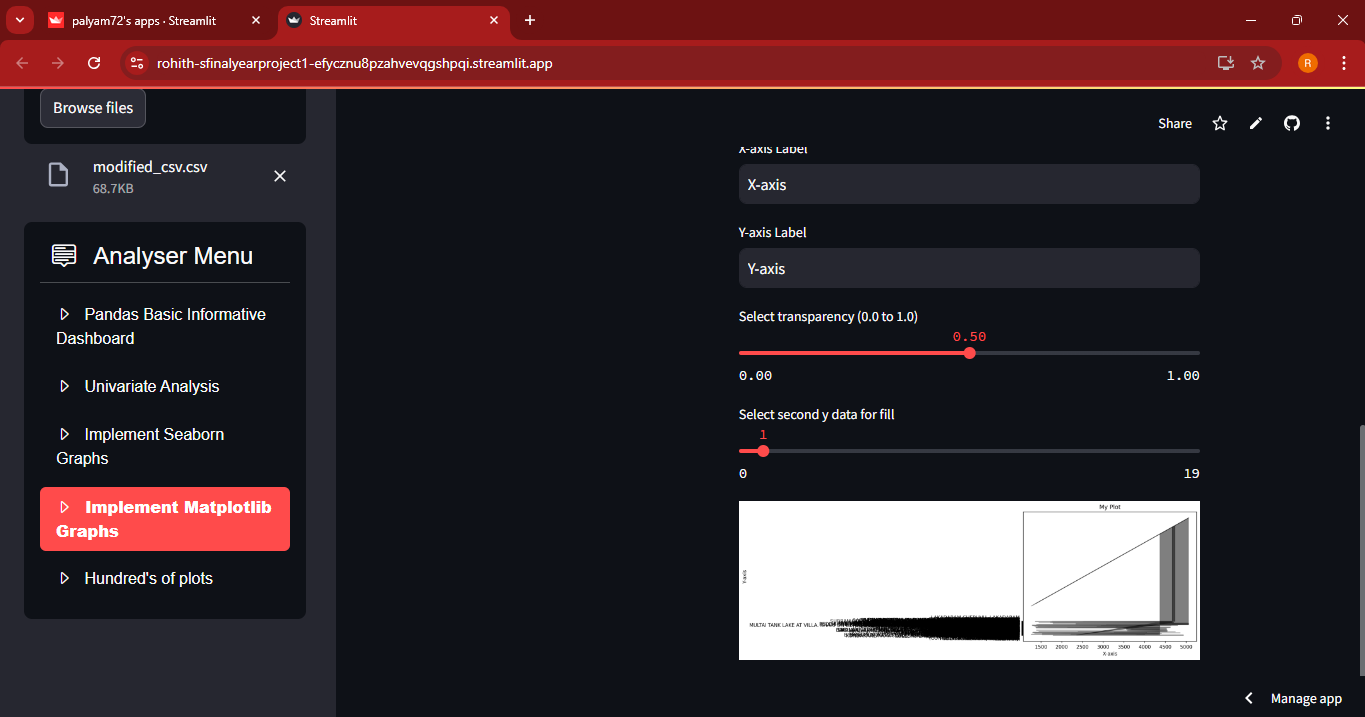 palyam72's apps · Streamlit
Streamlit
rohith-sfinalyearproject1-efycznu8pzahvevqgshpqi.streamlit.app
R
Browse files
modified_csv.csv
68.7KB
Analyser Menu
Pandas Basic Informative
Dashboard
Univariate Analysis
Implement Seaborn
Graphs
Implement Matplotlib
Graphs
Hundred's of plots
Share
X-axis Label
X-axis
Y-axis Label
Y-axis
Select transparency (0.0 to 1.0)
0.50
0.00
1.00
Select second y data for fill
1
0
19
My Plot
Y-axis
MULTAI TANK LAKE AT VILLA.
1500 2000 2500 3000 3500 4000 4500 5000
X-axis
Manage app